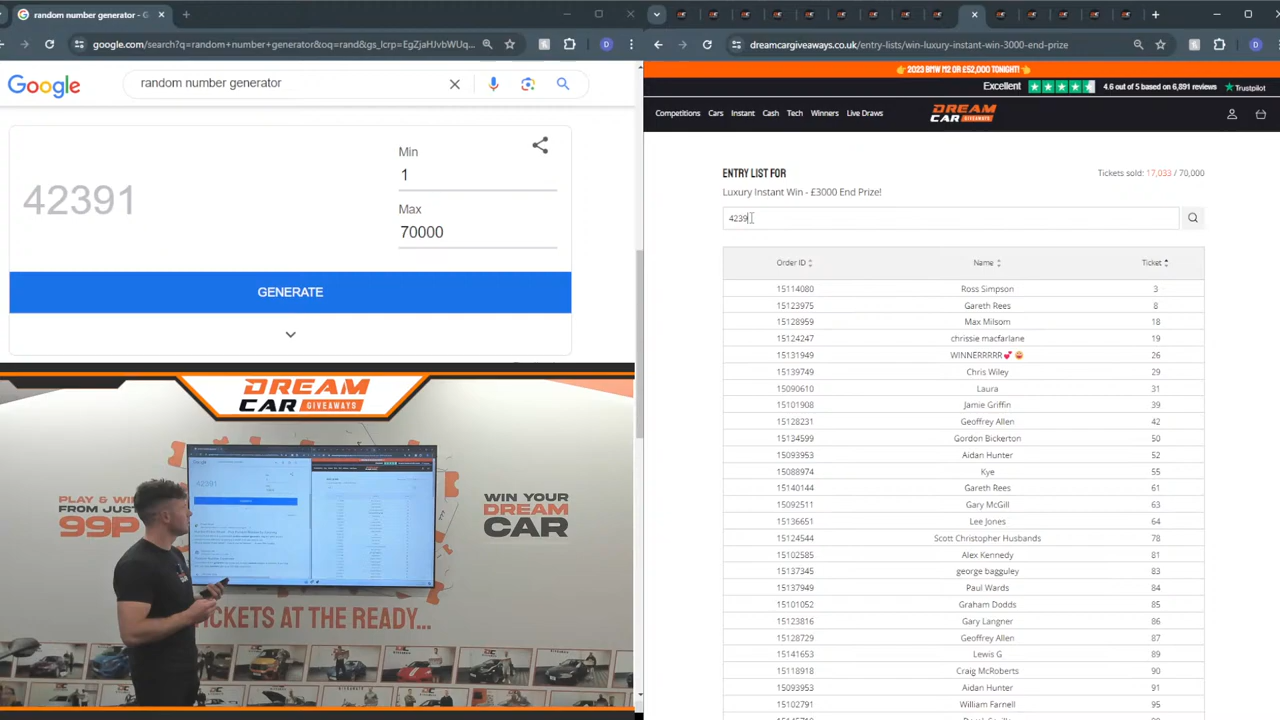 random number generator - G
google.com/search?q=random+number+generator&oq=rand&gs_lcrp=EgZjaHJvbWUq...
Google
random number generator
42391
Min
1
Max
70000
GENERATE
DREAM
CAR GIVEAWAYS
PLAY & WIN
FROM JUST
99P
WIN YOUR
DREAM
CAR
TICKETS AT THE READY...
dreamcargiveaways.co.uk/entry-lists/win-luxury-instant-win-3000-end-prize
2023 BMW M2 OR £52,000 TONIGHT!
Excellent 4.6 out of 5 based on 6,891 reviews Trustpilot
Competitions Cars Instant Cash Tech Winners Live Draws
DREAM
CAR GIVEAWAYS
ENTRY LIST FOR
Tickets sold: 17,033 / 70,000
Luxury Instant Win - £3000 End Prize!
4239
Order ID Name Ticket
15114080 Ross Simpson 3
15123975 Gareth Rees 8
15128959 Max Milsom 18
15124247 chrissie macfarlane 19
15131949 WINNERRRRR💕😩 26
15139749 Chris Wiley 29
15090610 Laura 31
15101908 Jamie Griffin 39
15128231 Geoffrey Allen 42
15134599 Gordon Bickerton 50
15093953 Aidan Hunter 52
15088974 Kye 55
15140144 Gareth Rees 61
15092511 Gary McGill 63
15136651 Lee Jones 64
15124544 Scott Christopher Husbands 78
15102585 Alex Kennedy 81
15137345 george bagguley 83
15137949 Paul Wards 84
15101052 Graham Dodds 85
15123816 Gary Langner 86
15128729 Geoffrey Allen 87
15141653 Lewis G 89
15118918 Craig McRoberts 90
15093953 Aidan Hunter 91
15102791 William Farnell 95